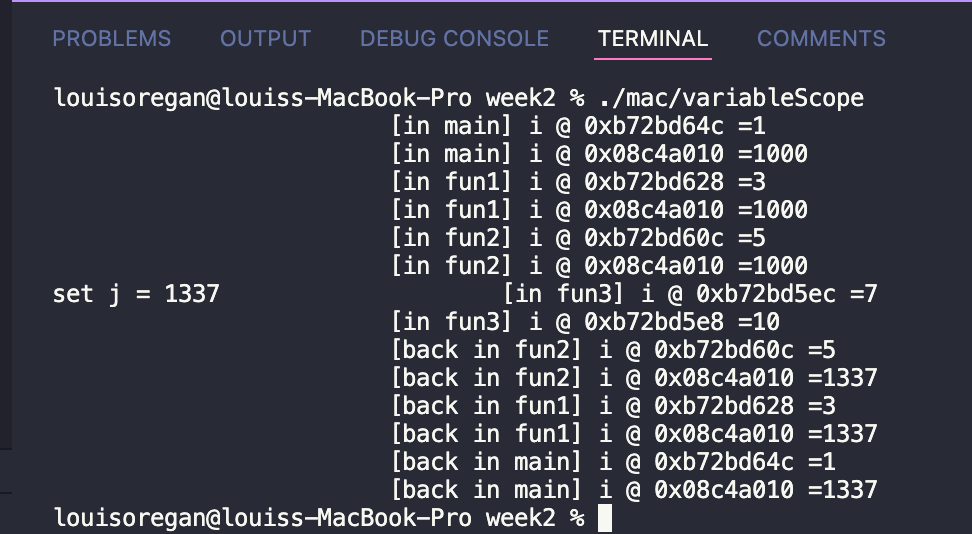 PROBLEMS OUTPUT DEBUG CONSOLE TERMINAL COMMENTS
louisoregan@louiss-MacBook-Pro week2 % ./mac/variableScope
[in main] i @ 0xb72bd64c =1
[in main] i @ 0x08c4a010 =1000
[in fun1] i @ 0xb72bd628 =3
[in fun1] i @ 0x08c4a010 =1000
[in fun2] i @ 0xb72bd60c =5
[in fun2] i @ 0x08c4a010 =1000
set j = 1337 [in fun3] i @ 0xb72bd5ec =7
[in fun3] i @ 0xb72bd5e8 =10
[back in fun2] i @ 0xb72bd60c =5
[back in fun2] i @ 0x08c4a010 =1337
[back in fun1] i @ 0xb72bd628 =3
[back in fun1] i @ 0x08c4a010 =1337
[back in main] i @ 0xb72bd64c =1
[back in main] i @ 0x08c4a010 =1337
louisoregan@louiss-MacBook-Pro week2 %